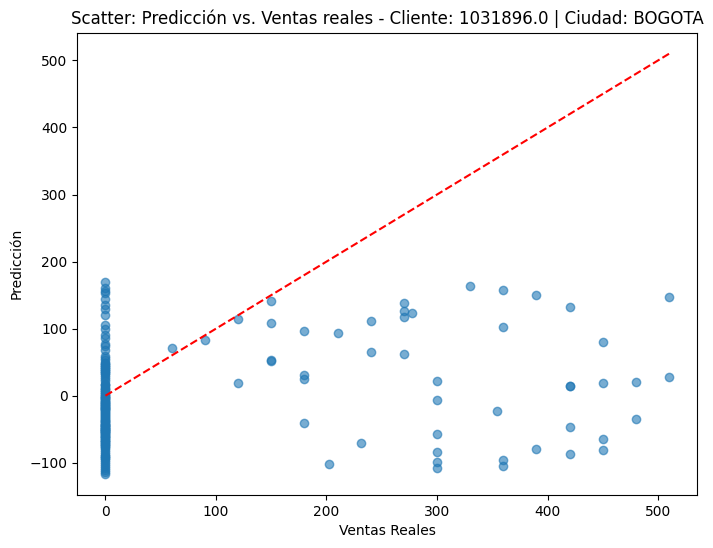 Scatter: Predicción vs. Ventas reales - Cliente: 1031896.0 | Ciudad: BOGOTA
500
400
300
200
100
0
−100
Predicción
0 100 200 300 400 500
Ventas Reales